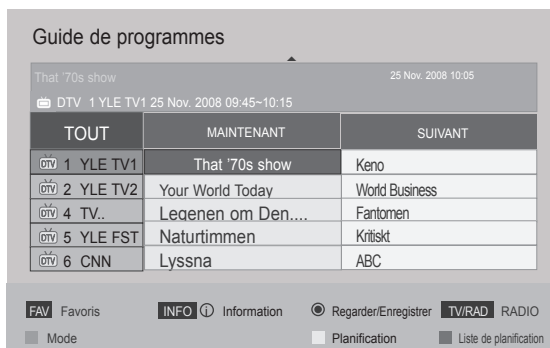 Guide de programmes
That '70s show 25 Nov. 2008 10:05
DTV 1 YLE TV1 25 Nov. 2008 09:45~10:15
TOUT MAINTENANT SUIVANT
DTV 1 YLE TV1 That '70s show Keno
DTV 2 YLE TV2 Your World Today World Business
DTV 4 TV.. Legenen om Den.... Fantomen
DTV 5 YLE FST Naturtimmen Kritiskt
DTV 6 CNN Lyssna ABC
FAV Favoris INFO i Information Regarder/Enregistrer TV/RAD RADIO
Mode Planification Liste de planification